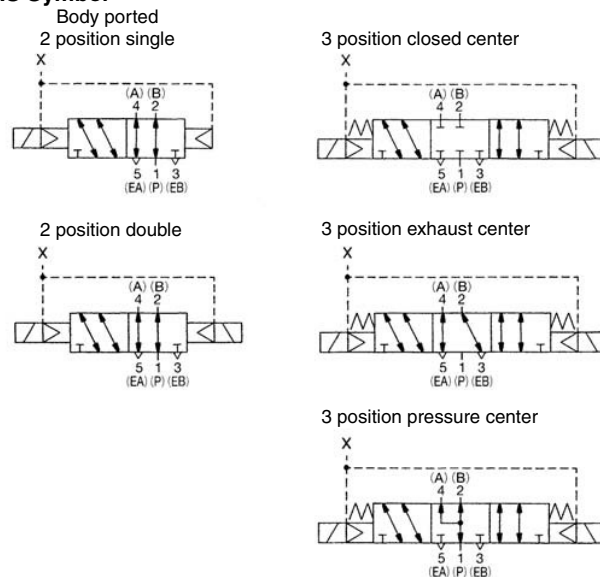 Symbol
Body ported
2 position single
X
(A) (B)
4 2
5 1 3
(EA) (P) (EB)
2 position double
X
(A) (B)
4 2
5 1 3
(EA) (P) (EB)
3 position closed center
X
(A) (B)
4 2
5 1 3
(EA) (P) (EB)
3 position exhaust center
X
(A) (B)
4 2
5 1 3
(EA) (P) (EB)
3 position pressure center
X
(A) (B)
4 2
5 1 3
(EA) (P) (EB)